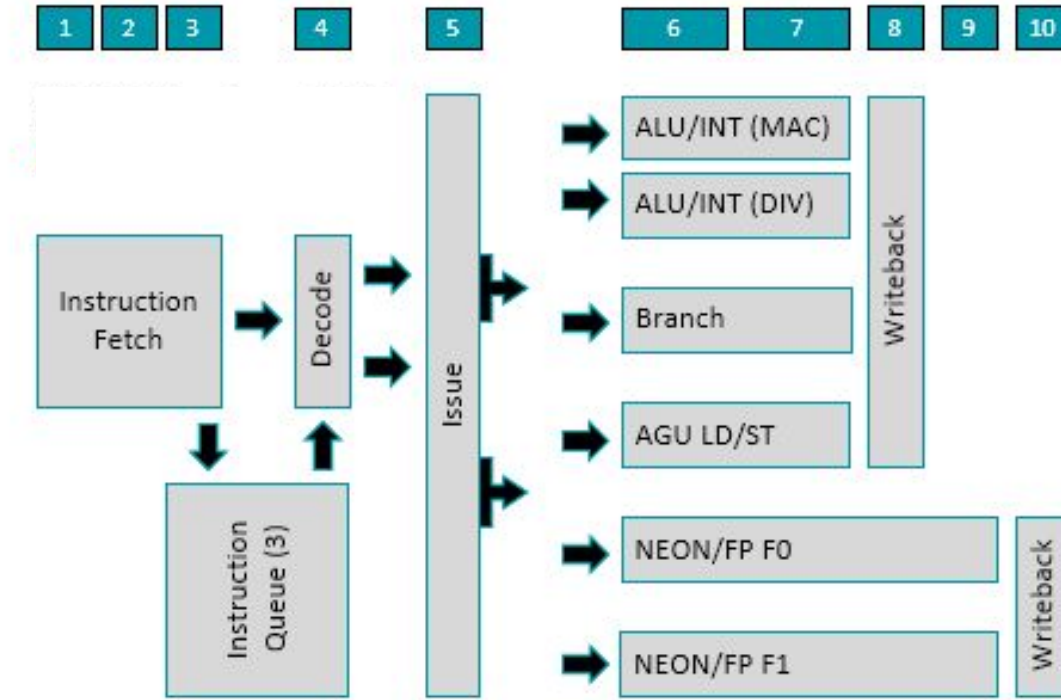 1 2 3 4 5 6 7 8 9 10
ALU/INT (MAC)
ALU/INT (DIV)
Instruction
Fetch
Decode
Issue
Branch
Writeback
AGU LD/ST
Instruction
Queue (3)
NEON/FP F0
NEON/FP F1
Writeback